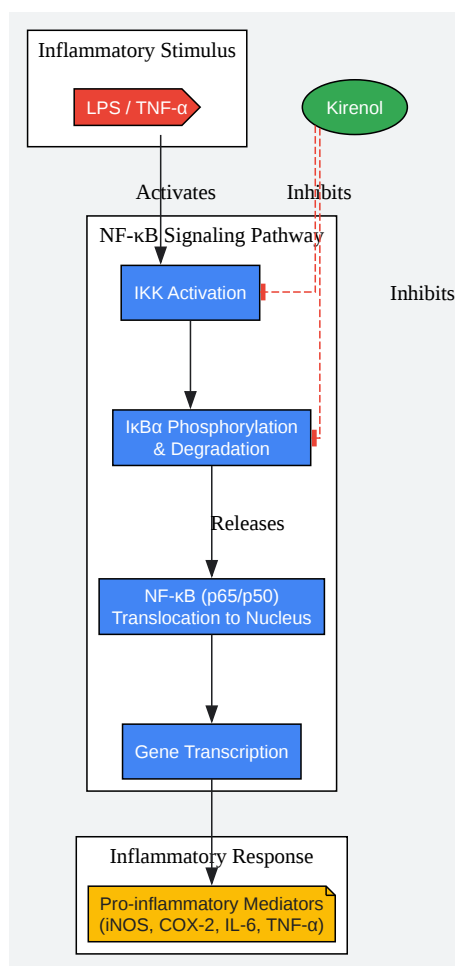 Inflammatory Stimulus
LPS / TNF-α
Kirenol
Activates
Inhibits
NF-κB Signaling Pathway
IKK Activation
Inhibits
IκBα Phosphorylation
& Degradation
Releases
NF-κB (p65/p50)
Translocation to Nucleus
Gene Transcription
Inflammatory Response
Pro-inflammatory Mediators
(iNOS, COX-2, IL-6, TNF-α)